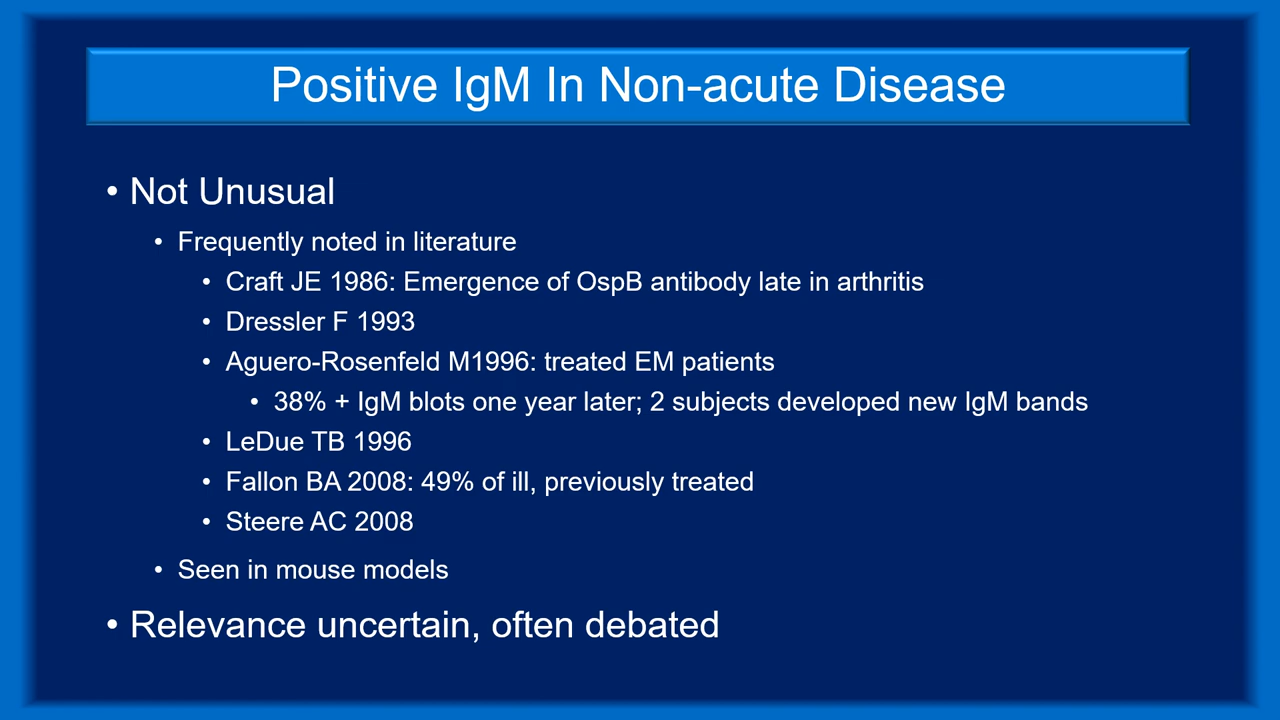 Positive IgM In Non-acute Disease
• Not Unusual
• Frequently noted in literature
• Craft JE 1986: Emergence of OspB antibody late in arthritis
• Dressler F 1993
• Aguero-Rosenfeld M1996: treated EM patients
• 38% + IgM blots one year later; 2 subjects developed new IgM bands
• LeDue TB 1996
• Fallon BA 2008: 49% of ill, previously treated
• Steere AC 2008
• Seen in mouse models
• Relevance uncertain, often debated